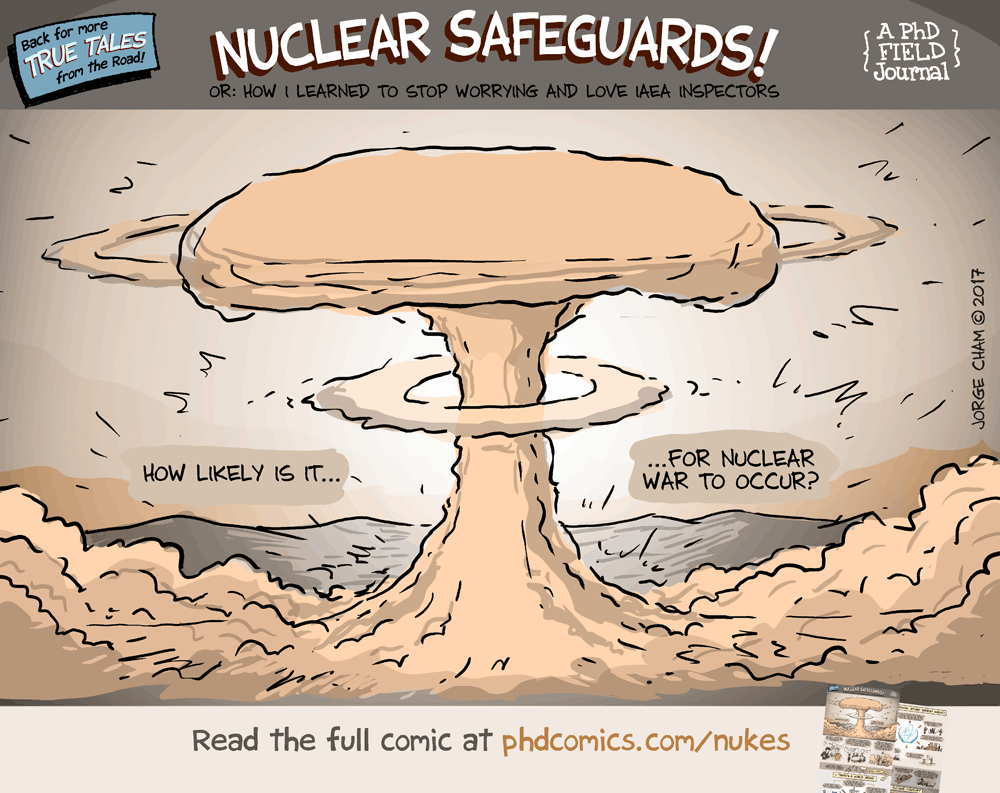 Back for more
TRUE TALES
from the Road!
NUCLEAR SAFEGUARDS!
OR: HOW I LEARNED TO STOP WORRYING AND LOVE IAEA INSPECTORS
A PhD
FIELD
Journal
JORGE CHAM © 2017
HOW LIKELY IS IT...
...FOR NUCLEAR
WAR TO OCCUR?
Read the full comic at phdcomics.com/nukes
NUCLEAR SAFEGUARDS!